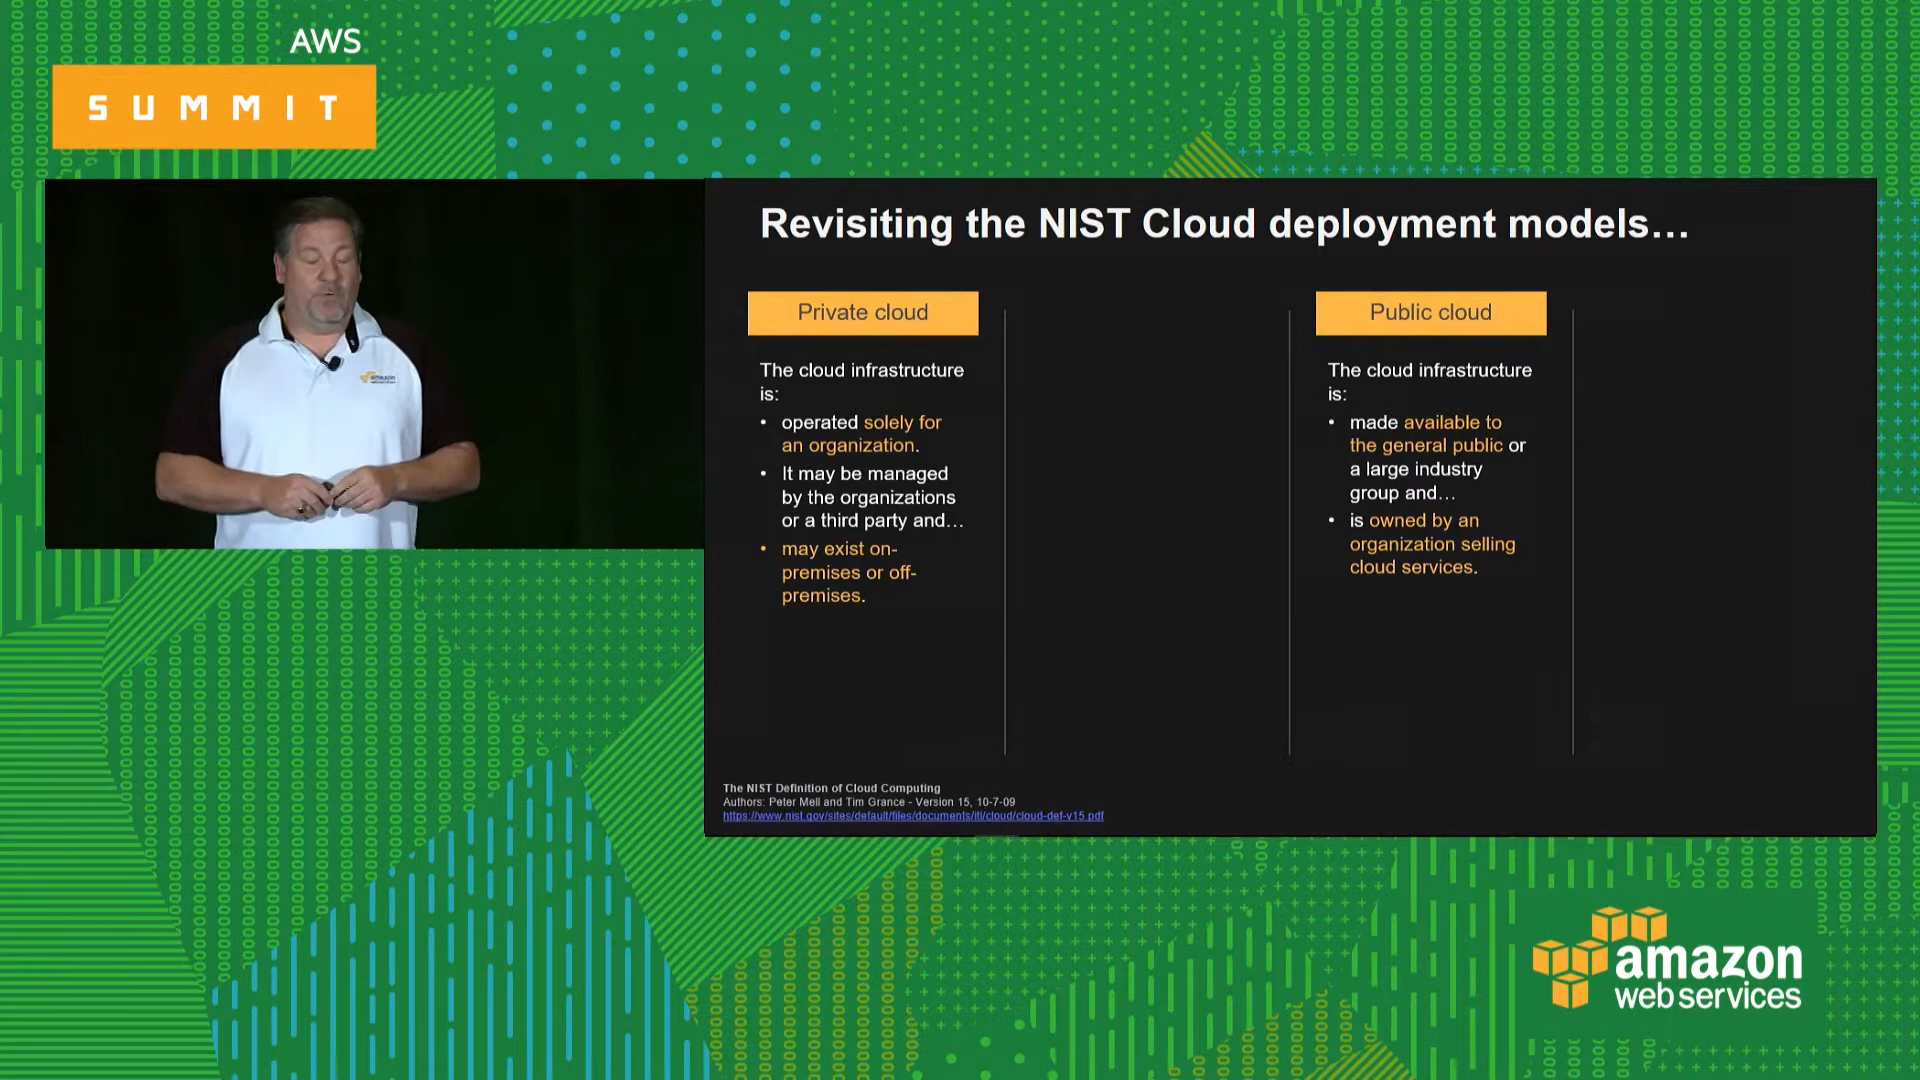 AWS
SUMMIT
Revisiting the NIST Cloud deployment models…
Private cloud
The cloud infrastructure
is:
• operated solely for
an organization.
• It may be managed
by the organizations
or a third party and…
• may exist on-
premises or off-
premises.
Public cloud
The cloud infrastructure
is:
• made available to
the general public or
a large industry
group and…
• is owned by an
organization selling
cloud services.
The NIST Definition of Cloud Computing
Authors: Peter Mell and Tim Grance - Version 15, 10-7-09
https://www.nist.gov/sites/default/files/documents/itl/cloud/cloud-def-v15.pdf
amazon
web services